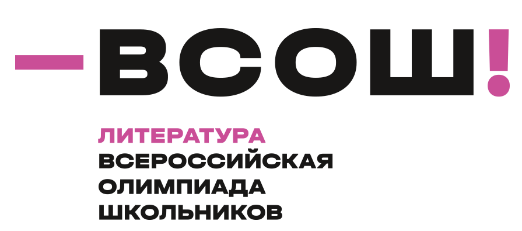 —ВСОШ!
ЛИТЕРАТУРА
ВСЕРОССИЙСКАЯ
ОЛИМПИАДА
ШКОЛЬНИКОВ